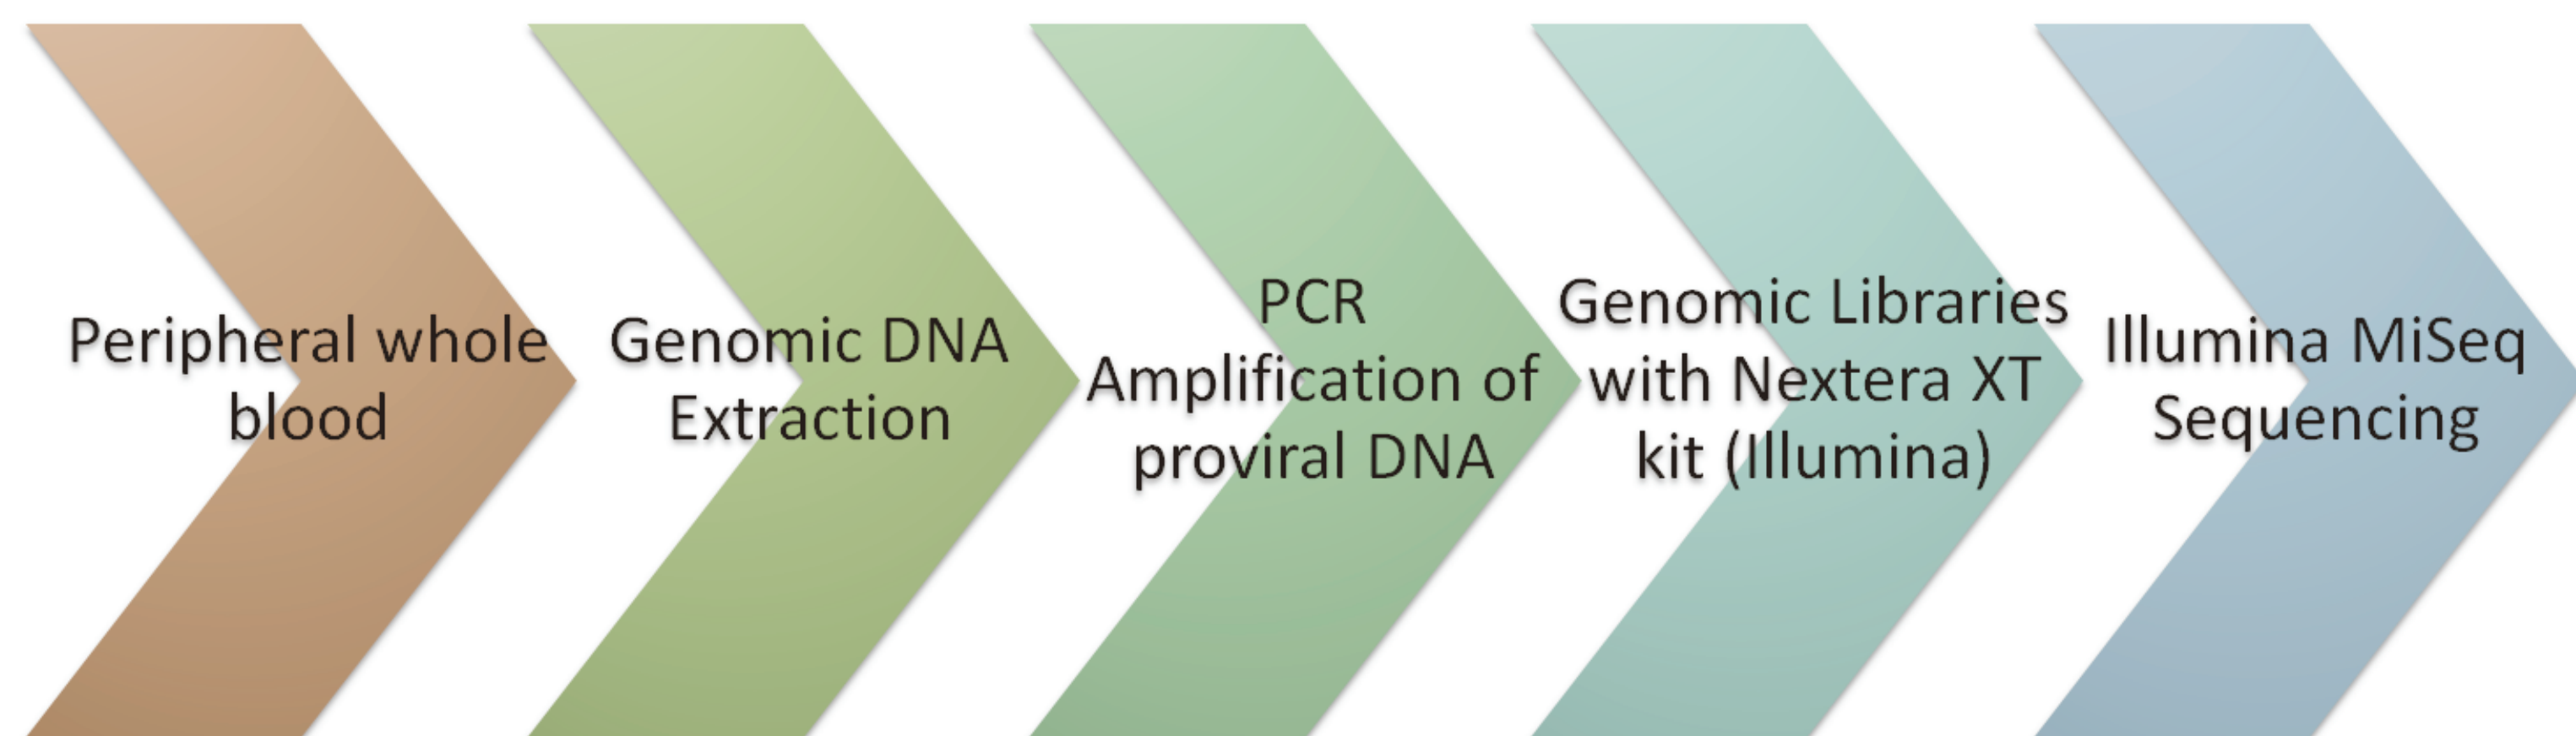 Peripheral whole
blood
Genomic DNA
Extraction
PCR
Amplification of
proviral DNA
Genomic Libraries
with Nextera XT
kit (Illumina)
Illumina MiSeq
Sequencing